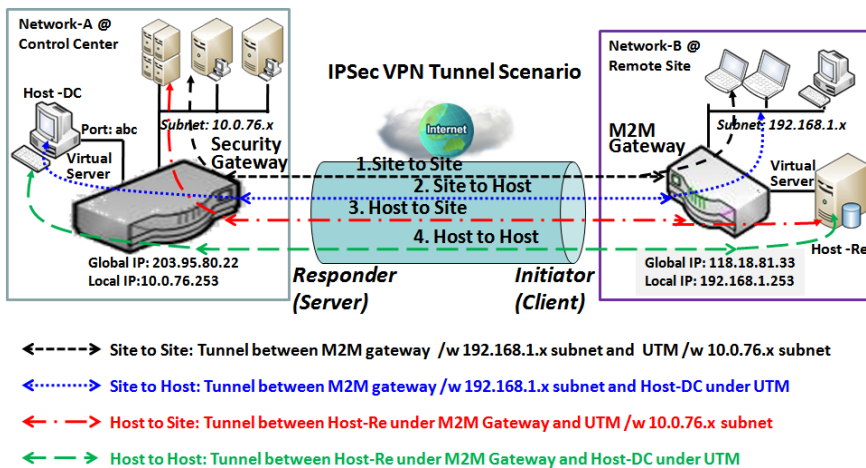 Network-A @
Control Center
Host -DC
Port: abc
Subnet: 10.0.76.x
Virtual
Server
Security
Gateway
Global IP: 203.95.80.22
Local IP:10.0.76.253
IPSec VPN Tunnel Scenario
Internet
1.Site to Site
2. Site to Host
3. Host to Site
4. Host to Host
Responder
(Server)
Initiator
(Client)
Network-B @
Remote Site
Subnet: 192.168.1.x
M2M
Gateway
Virtual
Server
Host -Re
Global IP: 118.18.81.33
Local IP: 192.168.1.253
Site to Site: Tunnel between M2M gateway /w 192.168.1.x subnet and UTM /w 10.0.76.x subnet
Site to Host: Tunnel between M2M gateway /w 192.168.1.x subnet and Host-DC under UTM
Host to Site: Tunnel between Host-Re under M2M Gateway and UTM /w 10.0.76.x subnet
Host to Host: Tunnel between Host-Re under M2M Gateway and Host-DC under UTM